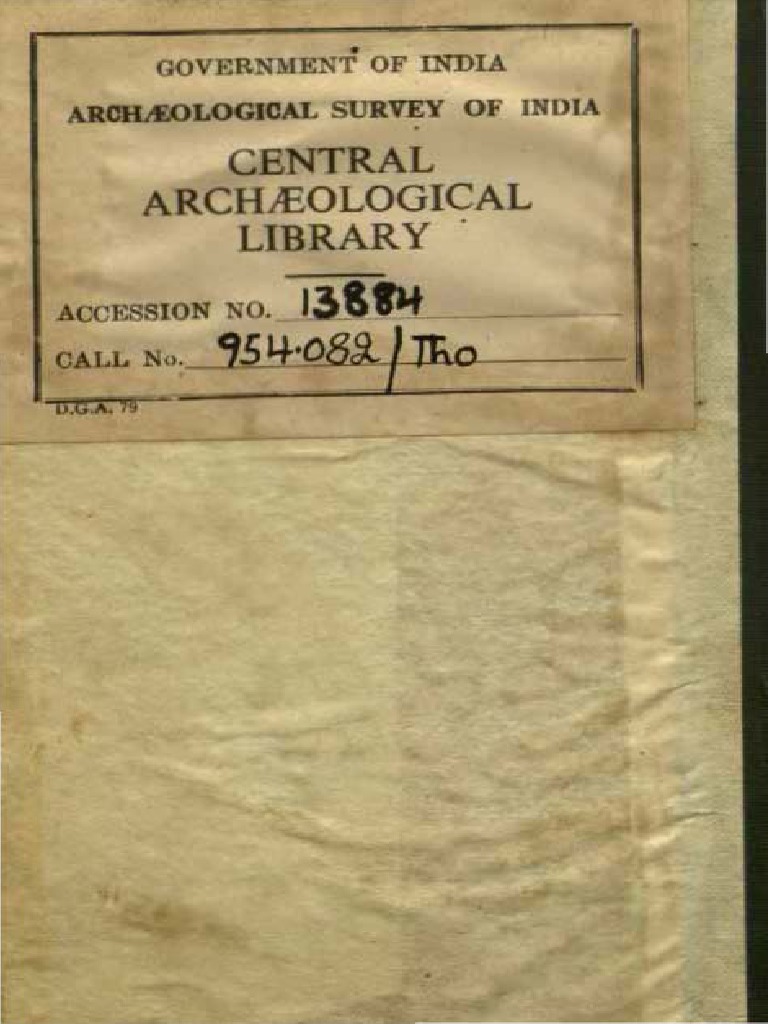 GOVERNMENT OF INDIA
ARCHÆOLOGICAL SURVEY OF INDIA
CENTRAL
ARCHÆOLOGICAL
LIBRARY
ACCESSION NO. 13884
CALL No. 954.082/Tho
D.G.A. 79